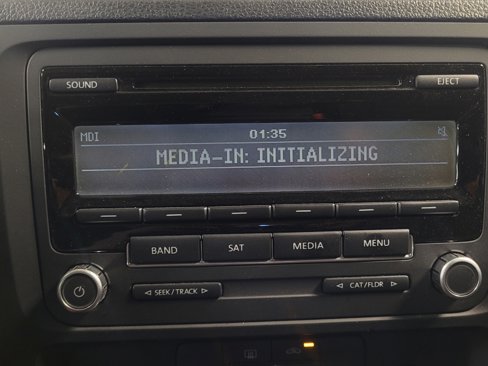 SOUND
EJECT
MDI 01:35
MEDIA-IN: INITIALIZING
BAND SAT MEDIA MENU
SEEK/TRACK CAT/FLDR